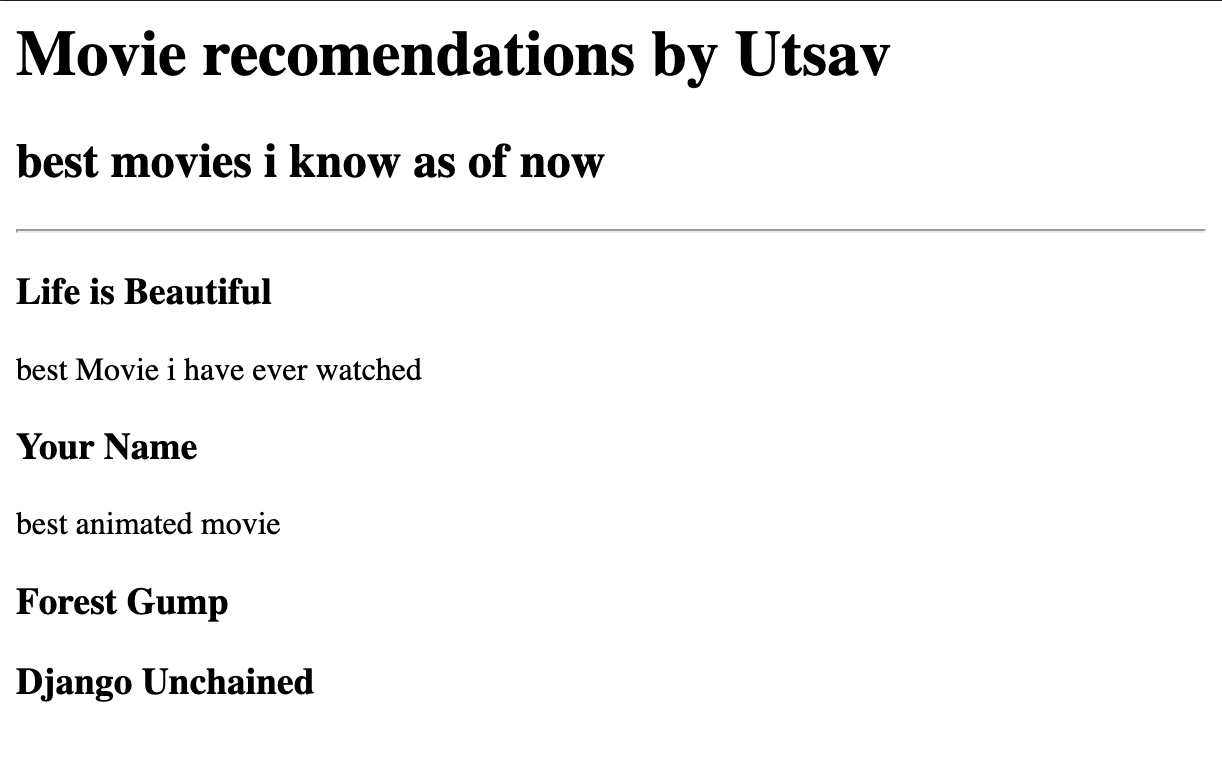 Movie recomendations by Utsav
best movies i know as of now
Life is Beautiful
best Movie i have ever watched
Your Name
best animated movie
Forest Gump
Django Unchained